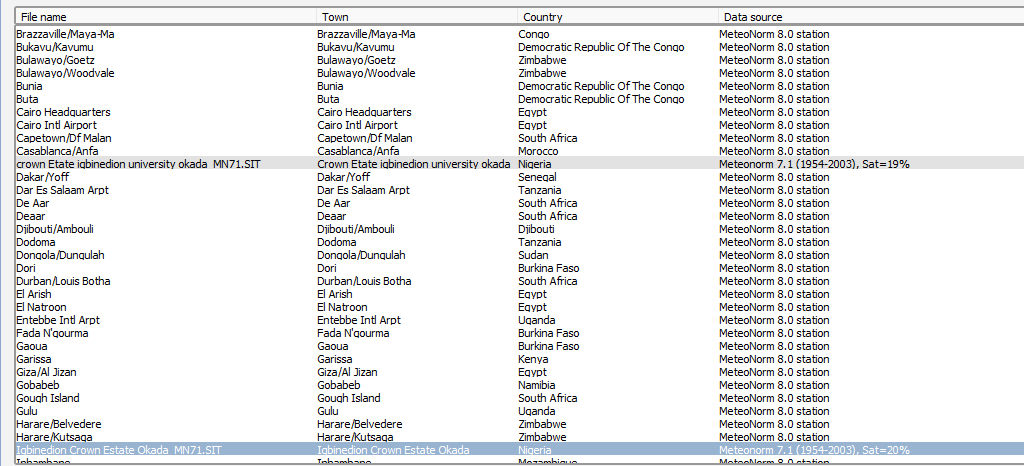 File name Town Country Data source
Brazzaville/Maya-Ma Brazzaville/Maya-Ma Congo MeteoNorm 8.0 station
Bukavu/Kavumu Bukavu/Kavumu Democratic Republic Of The Congo MeteoNorm 8.0 station
Bulawayo/Goetz Bulawayo/Goetz Zimbabwe MeteoNorm 8.0 station
Bulawayo/Woodvale Bulawayo/Woodvale Zimbabwe MeteoNorm 8.0 station
Bunia Bunia Democratic Republic Of The Congo MeteoNorm 8.0 station
Buta Buta Democratic Republic Of The Congo MeteoNorm 8.0 station
Cairo Headquarters Cairo Headquarters Egypt MeteoNorm 8.0 station
Cairo Intl Airport Cairo Intl Airport Egypt MeteoNorm 8.0 station
Capetown/Df Malan Capetown/Df Malan South Africa MeteoNorm 8.0 station
Casablanca/Anfa Casablanca/Anfa Morocco MeteoNorm 8.0 station
crown Etate igbinedion university okada_MN71.SIT Crown Etate igbinedion university okada Nigeria Meteonorm 7.1 (1954-2003), Sat=19%
Dakar/Yoff Dakar/Yoff Senegal MeteoNorm 8.0 station
Dar Es Salaam Arpt Dar Es Salaam Arpt Tanzania MeteoNorm 8.0 station
De Aar De Aar South Africa MeteoNorm 8.0 station
Deaar Deaar South Africa MeteoNorm 8.0 station
Djibouti/Ambouli Djibouti/Ambouli Djibouti MeteoNorm 8.0 station
Dodoma Dodoma Tanzania MeteoNorm 8.0 station
Dongola/Dungulah Dongola/Dungulah Sudan MeteoNorm 8.0 station
Dori Dori Burkina Faso MeteoNorm 8.0 station
Durban/Louis Botha Durban/Louis Botha South Africa MeteoNorm 8.0 station
El Arish El Arish Egypt MeteoNorm 8.0 station
El Natroon El Natroon Egypt MeteoNorm 8.0 station
Entebbe Intl Arpt Entebbe Intl Arpt Uganda MeteoNorm 8.0 station
Fada N'gourma Fada N'gourma Burkina Faso MeteoNorm 8.0 station
Gaoua Gaoua Burkina Faso MeteoNorm 8.0 station
Garissa Garissa Kenya MeteoNorm 8.0 station
Giza/Al Jizan Giza/Al Jizan Egypt MeteoNorm 8.0 station
Gobabeb Gobabeb Namibia MeteoNorm 8.0 station
Gough Island Gough Island South Africa MeteoNorm 8.0 station
Gulu Gulu Uganda MeteoNorm 8.0 station
Harare/Belvedere Harare/Belvedere Zimbabwe MeteoNorm 8.0 station
Harare/Kutsaga Harare/Kutsaga Zimbabwe MeteoNorm 8.0 station
Igbinedion Crown Estate Okada_MN71.SIT Igbinedion Crown Estate Okada Nigeria Meteonorm 7.1 (1954-2003), Sat=20%
Inhambane Inhambane Mozambique MeteoNorm 8.0 station